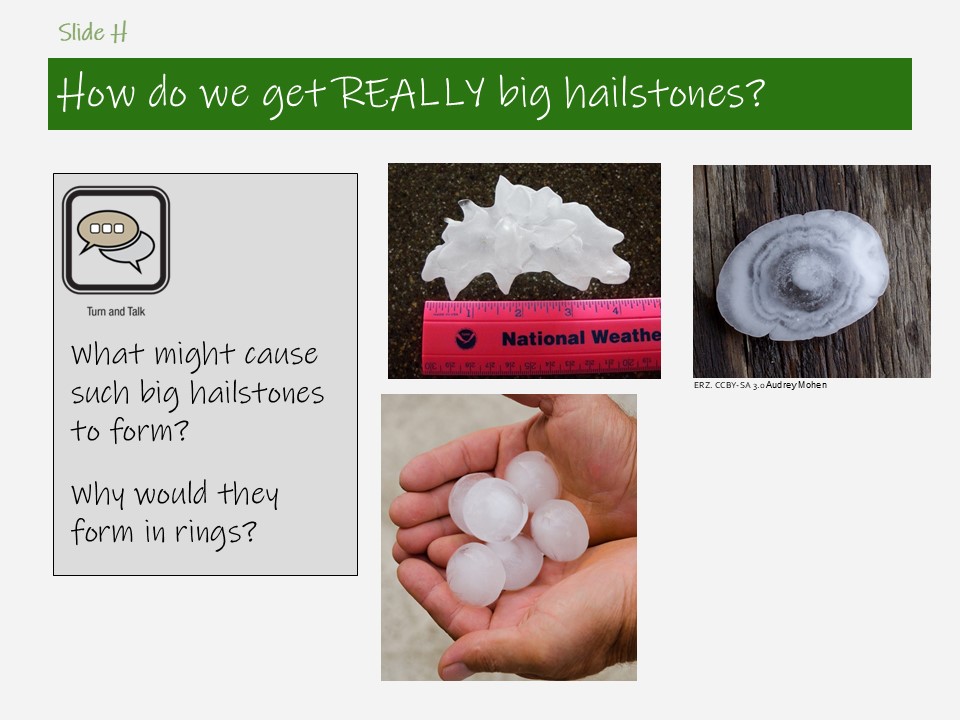 Slide H
How do we get REALLY big hailstones?
Turn and Talk
What might cause
such big hailstones
to form?
Why would they
form in rings?
1 2 3 4
National Weathe
ERZ. CCBY-SA 3.0 Audrey Mohen